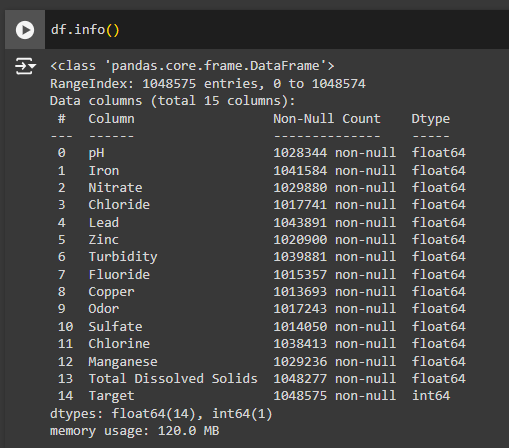 df.info()
<class 'pandas.core.frame.DataFrame'>
RangeIndex: 1048575 entries, 0 to 1048574
Data columns (total 15 columns):
 #   Column                  Non-Null Count    Dtype
---  ------                  --------------    -----
 0   pH                      1028344 non-null  float64
 1   Iron                    1041584 non-null  float64
 2   Nitrate                 1029880 non-null  float64
 3   Chloride                1017741 non-null  float64
 4   Lead                    1043891 non-null  float64
 5   Zinc                    1020900 non-null  float64
 6   Turbidity               1039881 non-null  float64
 7   Fluoride                1015357 non-null  float64
 8   Copper                  1013693 non-null  float64
 9   Odor                    1017243 non-null  float64
 10  Sulfate                 1014050 non-null  float64
 11  Chlorine                1038413 non-null  float64
 12  Manganese               1029236 non-null  float64
 13  Total Dissolved Solids  1048277 non-null  float64
 14  Target                  1048575 non-null  int64
dtypes: float64(14), int64(1)
memory usage: 120.0 MB